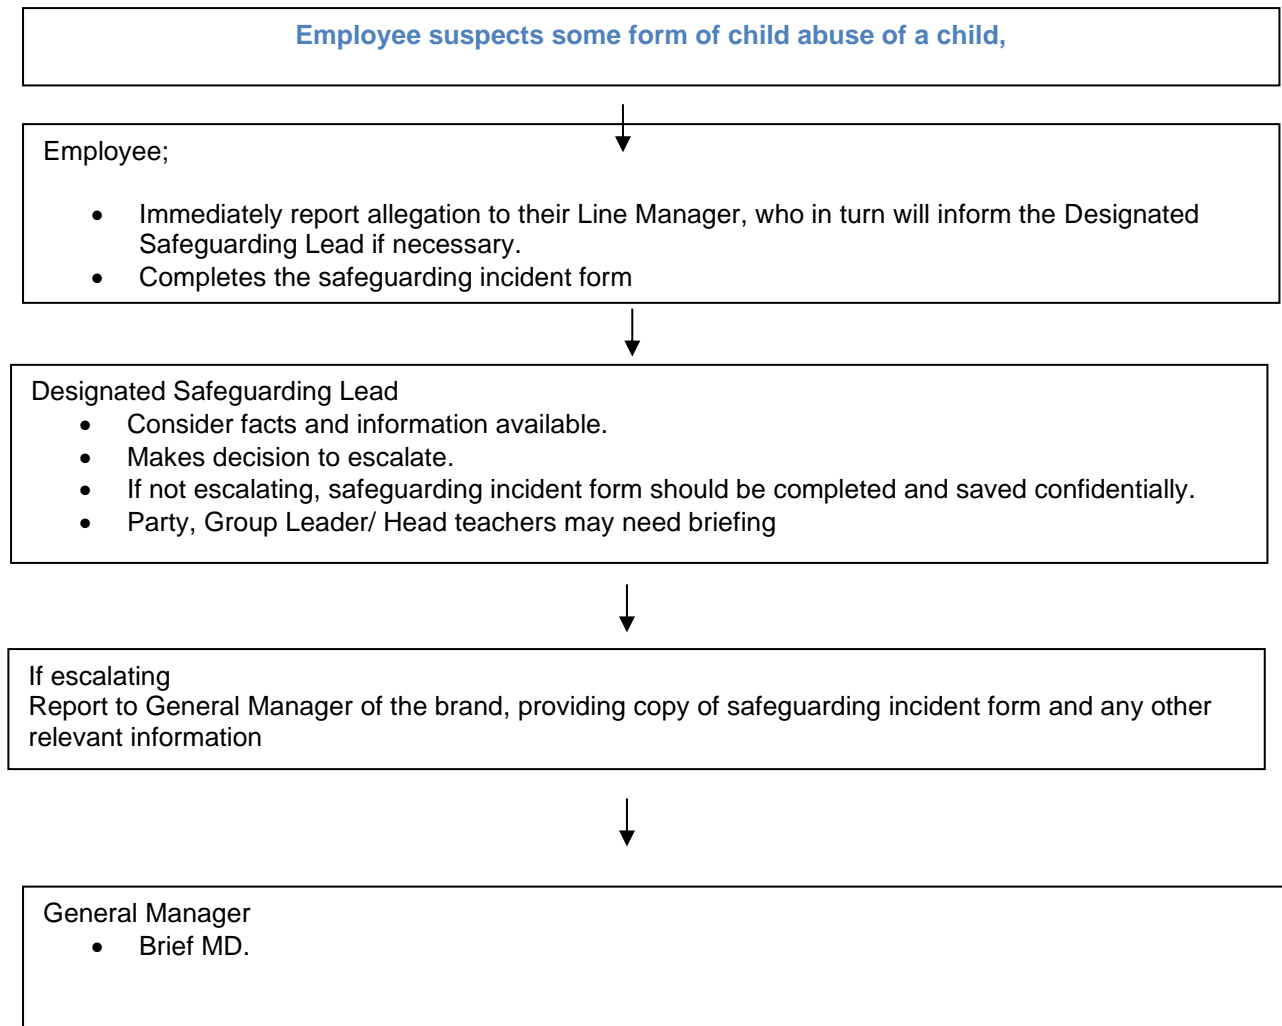 Employee suspects some form of child abuse of a child,
Employee;
• Immediately report allegation to their Line Manager, who in turn will inform the Designated
Safeguarding Lead if necessary.
• Completes the safeguarding incident form
Designated Safeguarding Lead
• Consider facts and information available.
• Makes decision to escalate.
• If not escalating, safeguarding incident form should be completed and saved confidentially.
• Party, Group Leader/ Head teachers may need briefing
If escalating
Report to General Manager of the brand, providing copy of safeguarding incident form and any other
relevant information
General Manager
• Brief MD.